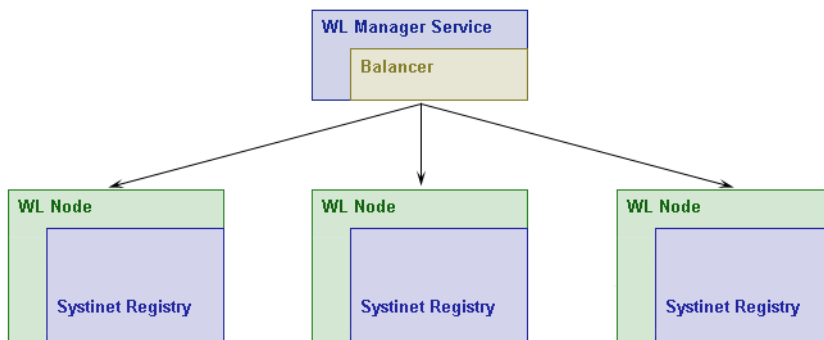 WL Manager Service
Balancer
WL Node
WL Node
WL Node
Systinet Registry
Systinet Registry
Systinet Registry